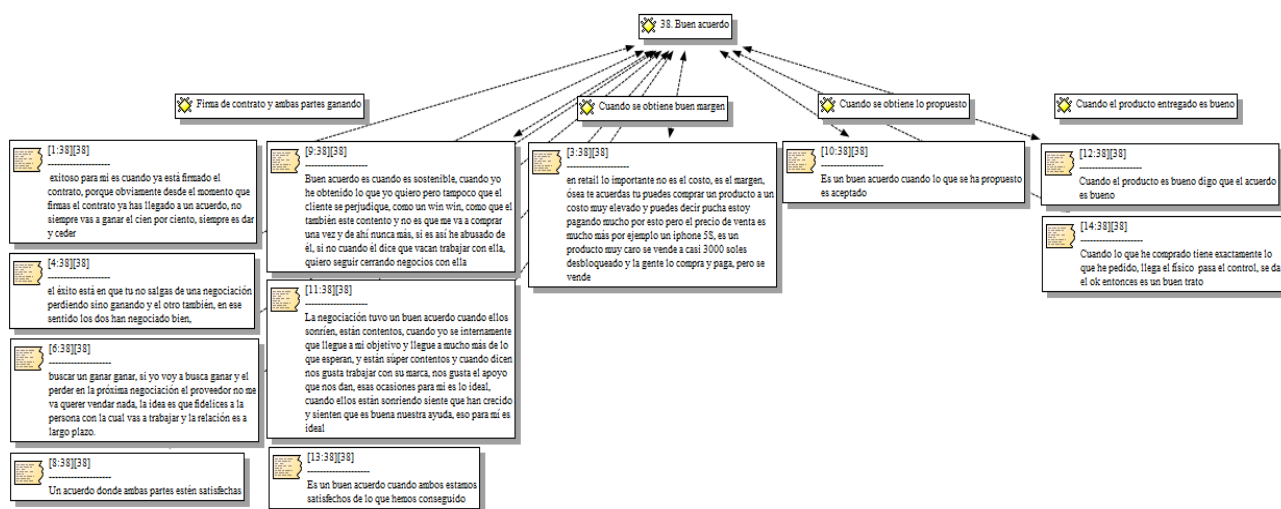 38. Buen acuerdo
Firma de contrato y ambas partes ganando
Cuando se obtiene buen margen
Cuando se obtiene lo propuesto
Cuando el producto entregado es bueno
[1:38][38]
--------------------
exitoso para mi es cuando ya está firmado el
contrato, porque obviamente desde el momento que
firmas el contrato ya has llegado a un acuerdo, no
siempre vas a ganar el cien por ciento, siempre es dar
y ceder
[4:38][38]
--------------------
el éxito está en que tu no salgas de una negociación
perdiendo sino ganando y el otro también, en ese
sentido los dos han negociado bien,
[6:38][38]
--------------------
buscar un ganar ganar, si yo voy a busca ganar y el
perder en la próxima negociación el proveedor no me
va querer vendar nada, la idea es que fidelices a la
persona con la cual vas a trabajar y la relación es a
largo plazo.
[8:38][38]
--------------------
Un acuerdo donde ambas partes estén satisfechas
[9:38][38]
--------------------
Buen acuerdo es cuando es sostenible, cuando yo
he obtenido lo que yo quiero pero tampoco que el
cliente se perjudique, como un win win, como que el
también este contento y no es que me va a comprar
una vez y de ahí nunca más, si es así he abusado de
él, si no cuando él dice que vacan trabajar con ella,
quiero seguir cerrando negocios con ella
[11:38][38]
--------------------
La negociación tuvo un buen acuerdo cuando ellos
sonríen, están contentos, cuando yo se internamente
que llegue a mi objetivo y llegue a mucho más de lo
que esperan, y están súper contentos y cuando dicen
nos gusta trabajar con su marca, nos gusta el apoyo
que nos dan, esas ocasiones para mi es lo ideal,
cuando ellos están sonriendo siente que han crecido
y sienten que es buena nuestra ayuda, eso para mí es
ideal
[13:38][38]
--------------------
Es un buen acuerdo cuando ambos estamos
satisfechos de lo que hemos conseguido
[3:38][38]
--------------------
en retail lo importante no es el costo, es el margen,
ósea te acuerdas tu puedes comprar un producto a un
costo muy elevado y puedes decir pucha estoy
pagando mucho por esto pero el precio de venta es
mucho más por ejemplo un iphone 5S, es un
producto muy caro se vende a casi 3000 soles
desbloqueado y la gente lo compra y paga, pero se
vende
[10:38][38]
--------------------
Es un buen acuerdo cuando lo que se ha propuesto
es aceptado
[12:38][38]
--------------------
Cuando el producto es bueno digo que el acuerdo
es bueno
[14:38][38]
--------------------
Cuando lo que he comprado tiene exactamente lo
que he pedido, llega el físico pasa el control, se da
el ok entonces es un buen trato